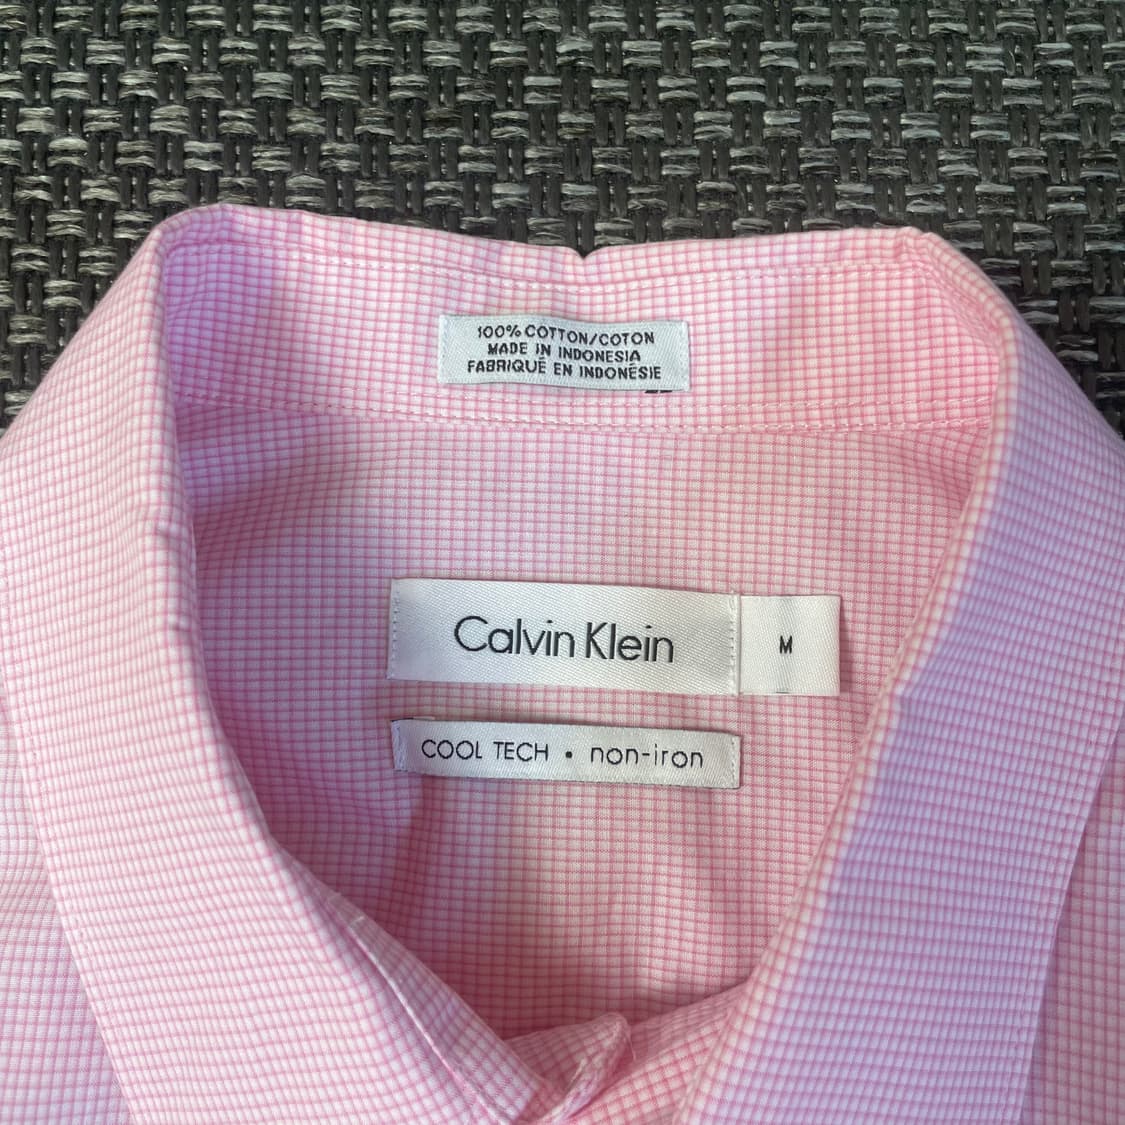 100% COTTON/COTON
MADE IN INDONESIA
FABRIQUÉ EN INDONÉSIE
Calvin Klein
M
COOL TECH • non-iron